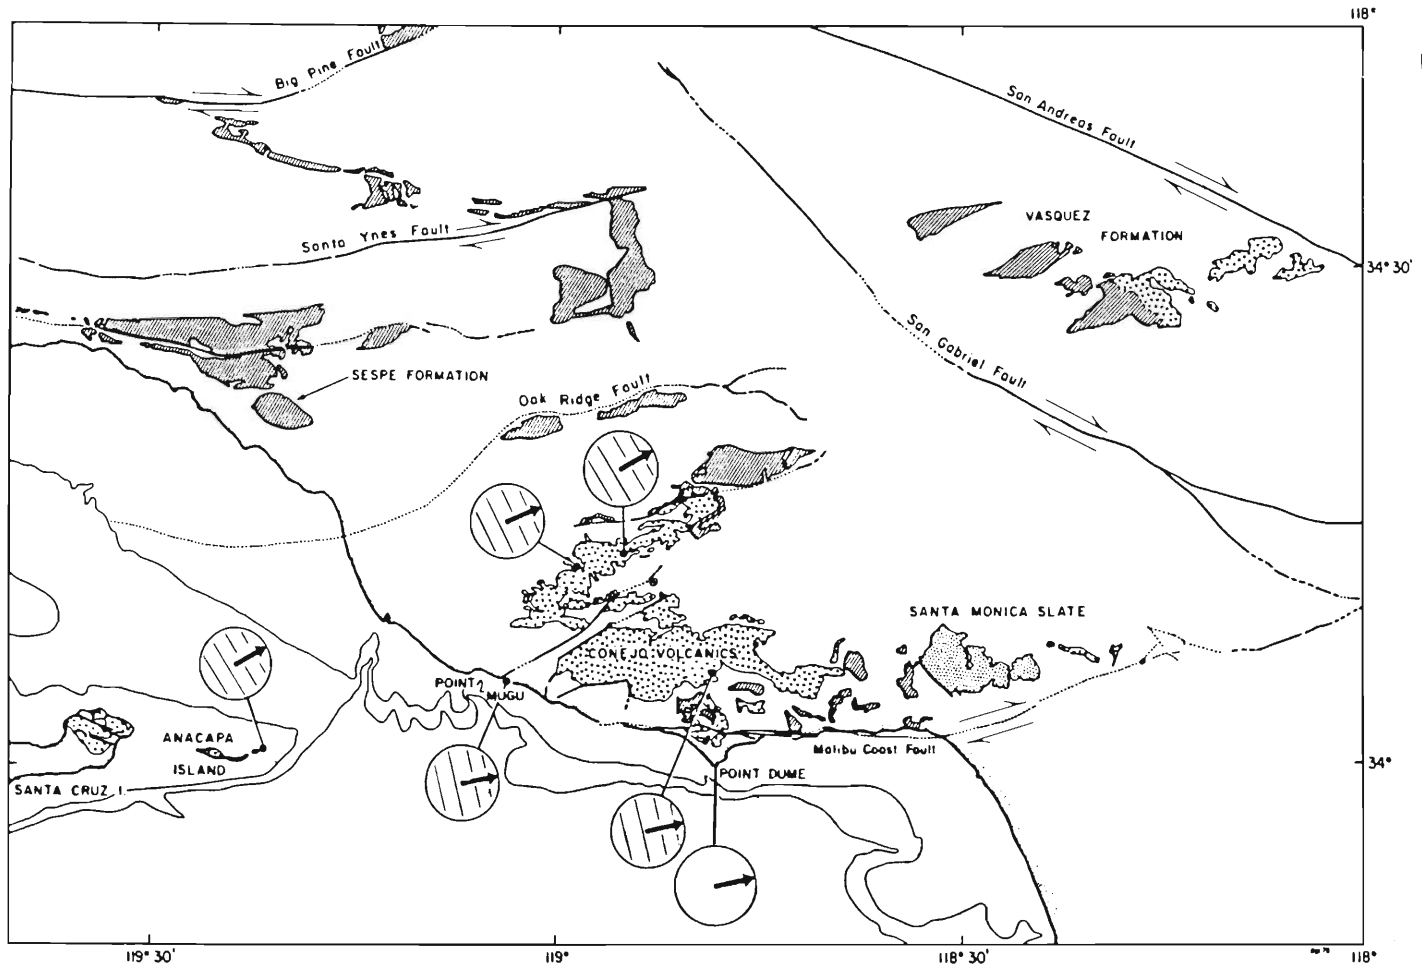 118°
Big Pine Fault
San Andreas Fault
VASQUEZ
FORMATION
Santa Ynes Fault
34° 30'
San Gabriel Fault
SESPE FORMATION
Oak Ridge Fault
SANTA MONICA SLATE
CONEJO VOLCANICS
POINT
MUGU
ANACAPA
ISLAND
Malibu Coast Fault
34°
POINT DUME
SANTA CRUZ I.
119° 30'
119°
118° 30'
118°